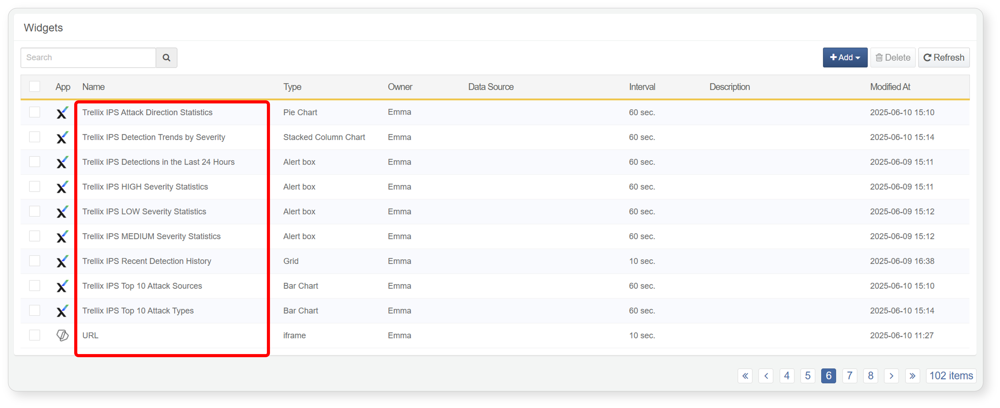 Widgets
Search
Add Delete Refresh
App Name Type Owner Data Source Interval Description Modified At
Trellix IPS Attack Direction Statistics Pie Chart Emma 60 sec. 2025-06-10 15:10
Trellix IPS Detection Trends by Severity Stacked Column Chart Emma 60 sec. 2025-06-10 15:14
Trellix IPS Detections in the Last 24 Hours Alert box Emma 60 sec. 2025-06-09 15:11
Trellix IPS HIGH Severity Statistics Alert box Emma 60 sec. 2025-06-09 15:11
Trellix IPS LOW Severity Statistics Alert box Emma 60 sec. 2025-06-09 15:12
Trellix IPS MEDIUM Severity Statistics Alert box Emma 60 sec. 2025-06-09 15:12
Trellix IPS Recent Detection History Grid Emma 10 sec. 2025-06-09 16:38
Trellix IPS Top 10 Attack Sources Bar Chart Emma 60 sec. 2025-06-10 15:10
Trellix IPS Top 10 Attack Types Bar Chart Emma 60 sec. 2025-06-10 15:14
URL iframe Emma 10 sec. 2025-06-10 11:27
« ‹ 4 5 6 7 8 › » 102 items